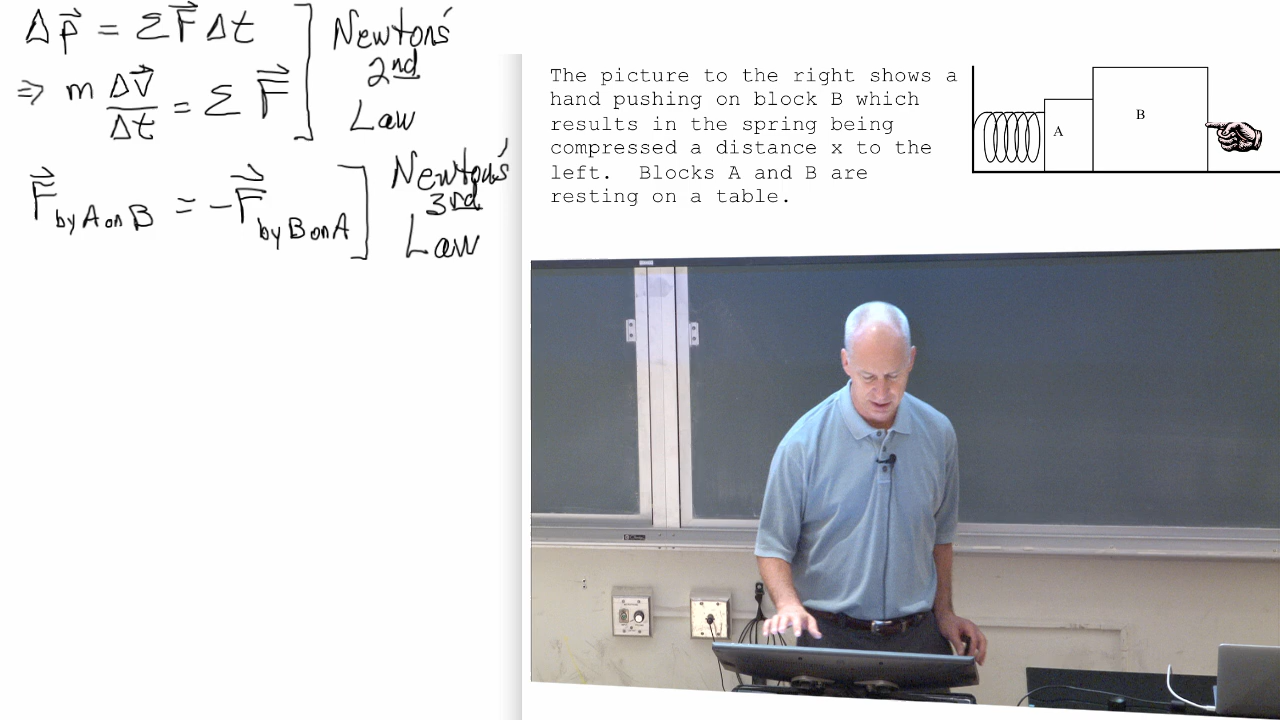 Δp⃗ = ΣF⃗ Δt
⇒ m Δv⃗/Δt = ΣF⃗
Newtons'
2nd
Law
F⃗ by A on B = -F⃗ by B on A
Newtons'
3rd
Law
The picture to the right shows a
hand pushing on block B which
results in the spring being
compressed a distance x to the
left. Blocks A and B are
resting on a table.
A
B